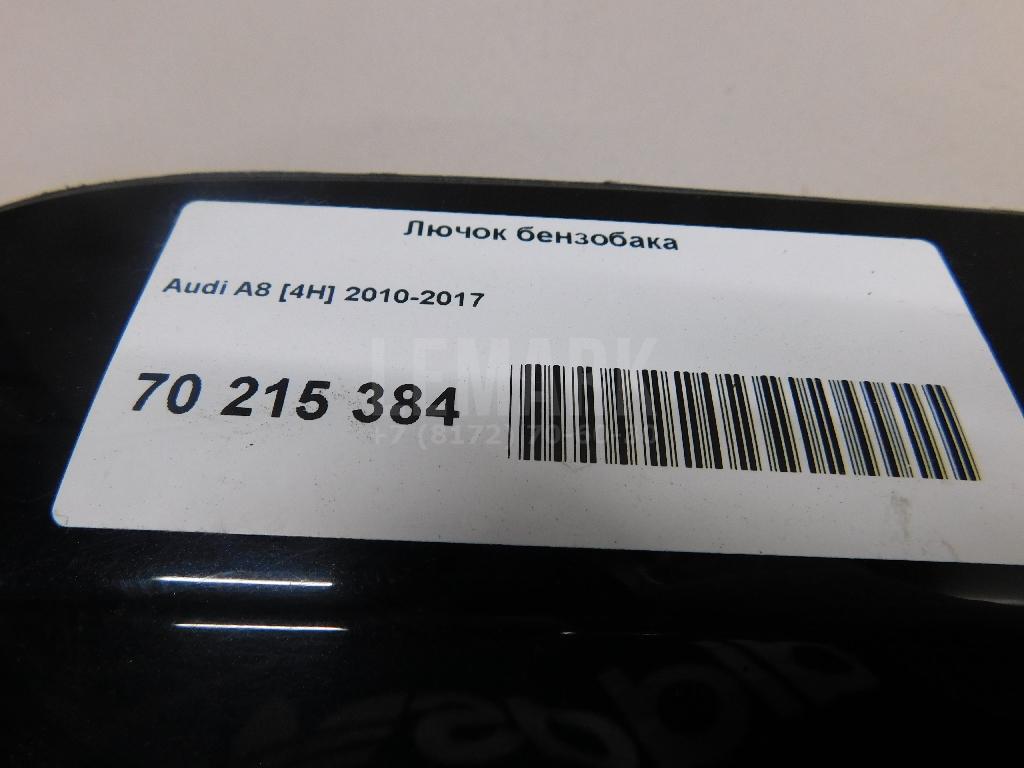 Лючок бензобака
Audi A8 [4H] 2010-2017
70 215 384
LEMARK